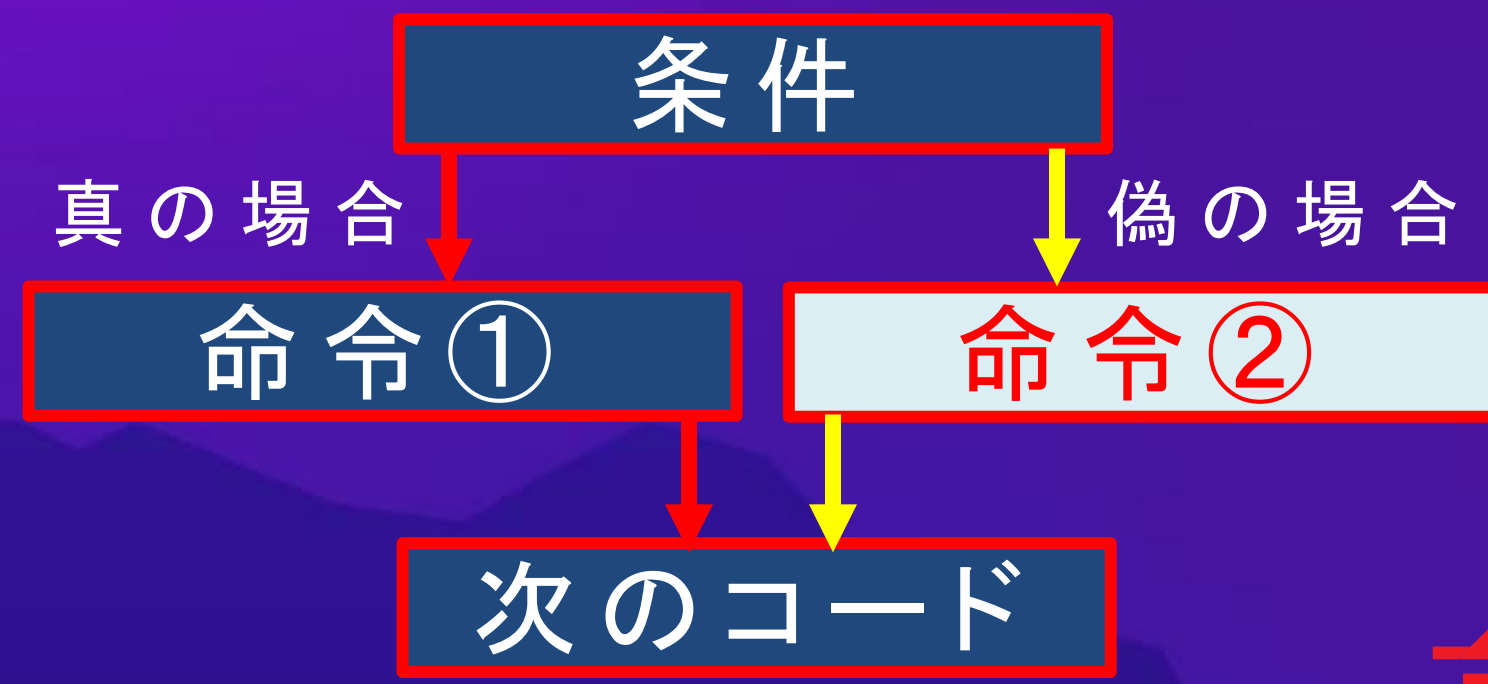 条件
真の場合
偽の場合
命令①
命令②
次のコード